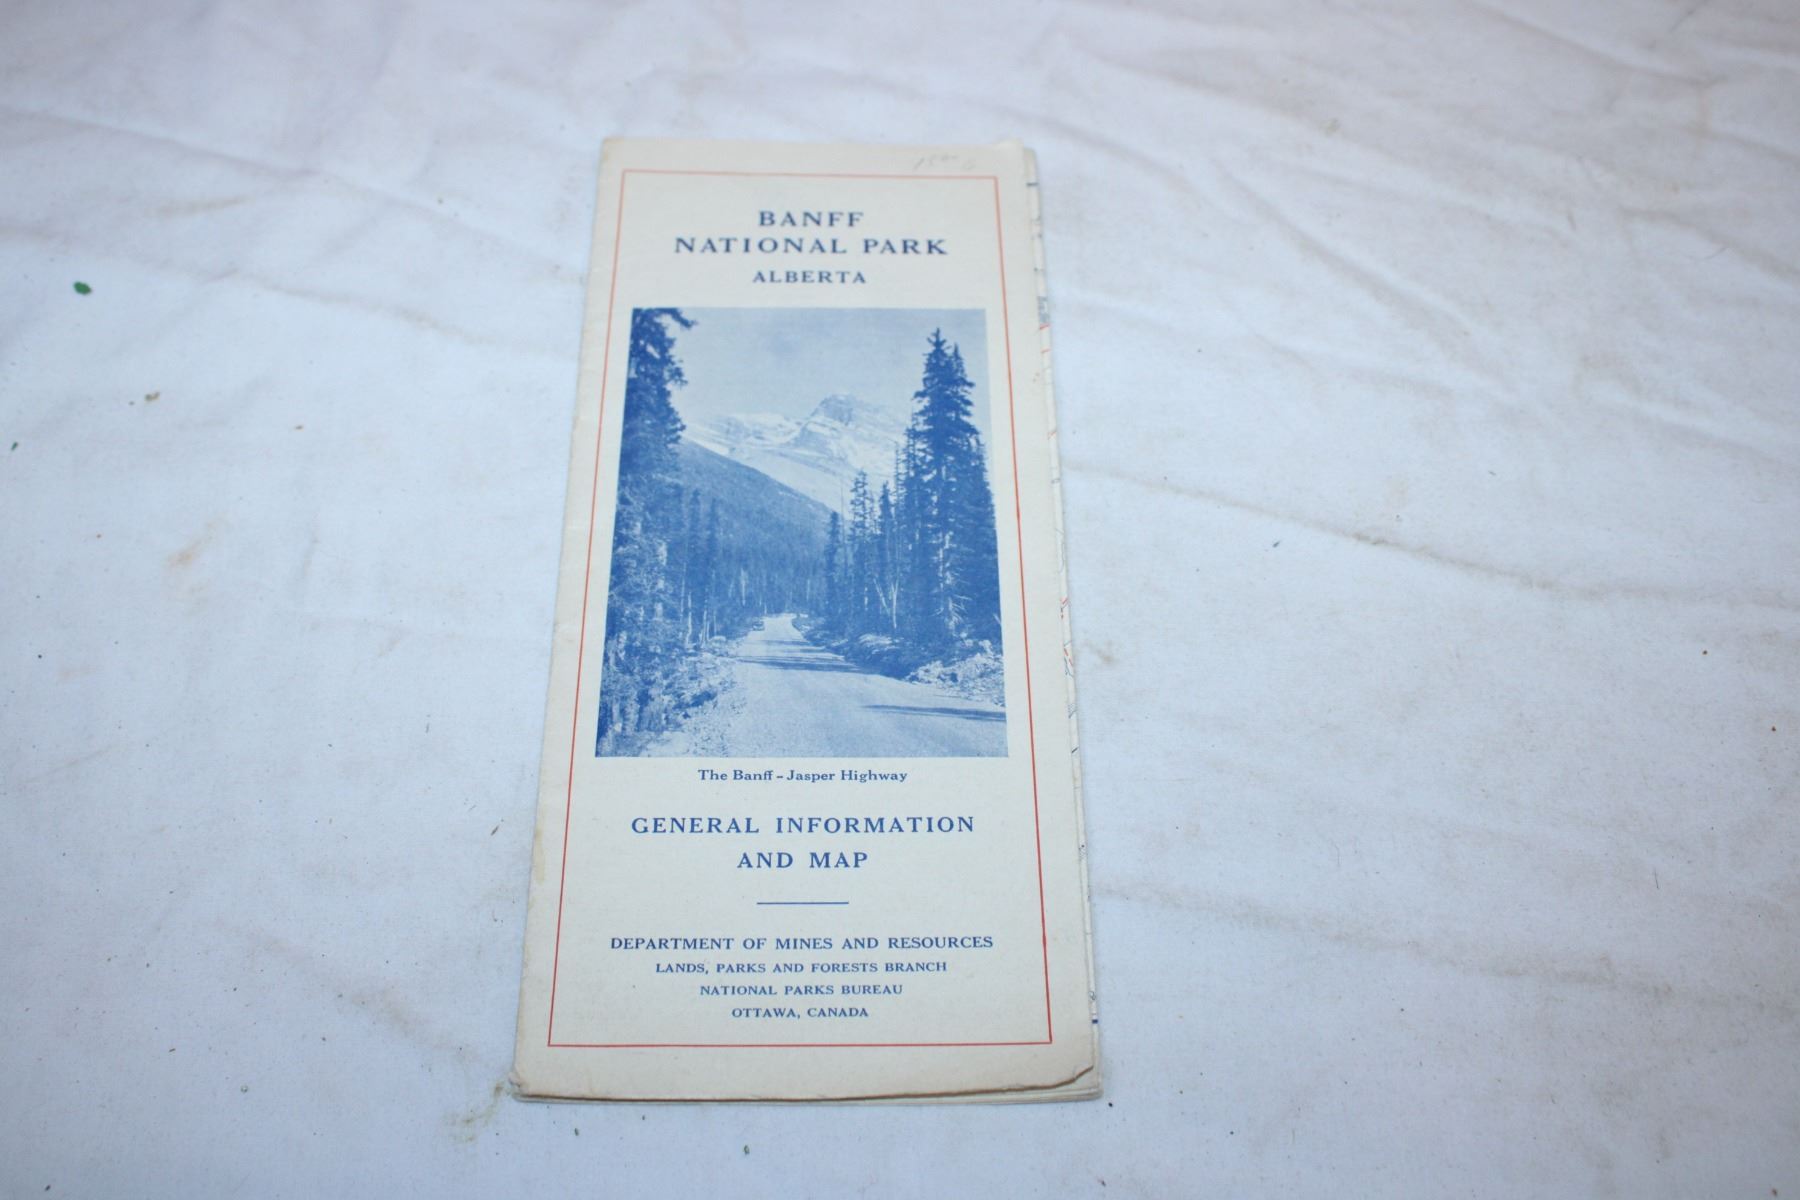 BANFF
NATIONAL PARK
ALBERTA
The Banff – Jasper Highway
GENERAL INFORMATION
AND MAP
DEPARTMENT OF MINES AND RESOURCES
LANDS, PARKS AND FORESTS BRANCH
NATIONAL PARKS BUREAU
OTTAWA, CANADA